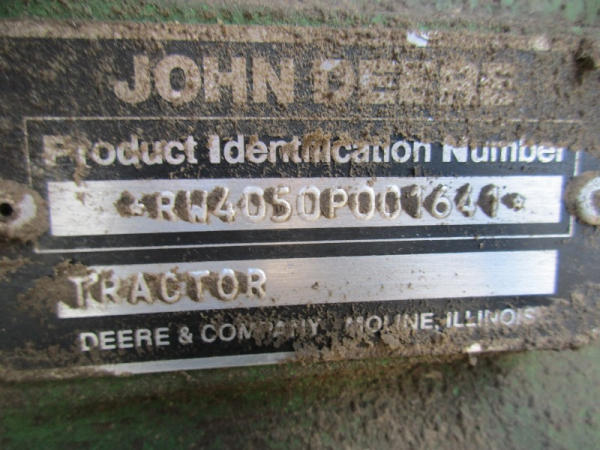 JOHN DEERE
Product Identification Number
*RW4050P001641*
TRACTOR
DEERE & COMPANY MOLINE, ILLINOIS